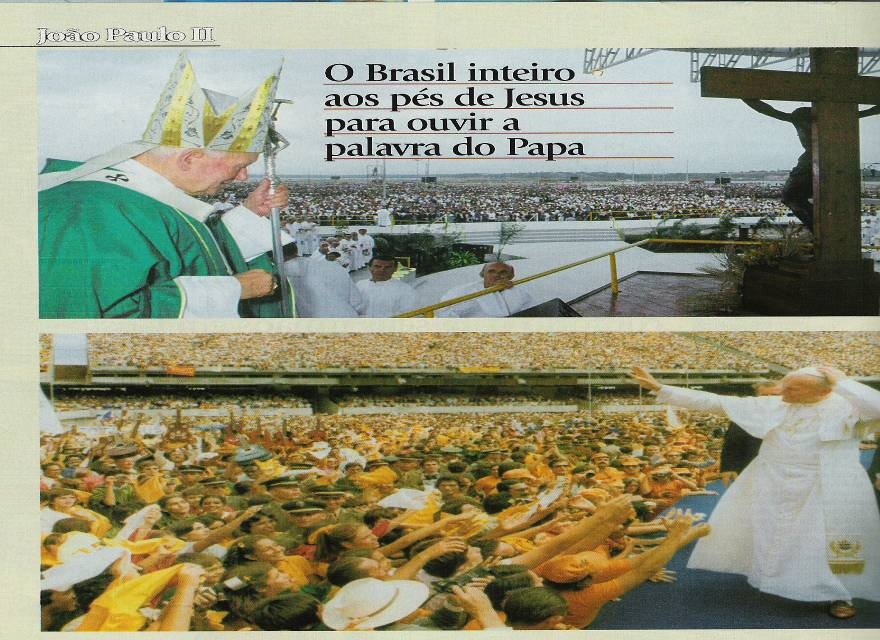 João Paulo II
O Brasil inteiro
aos pés de Jesus
para ouvir a
palavra do Papa